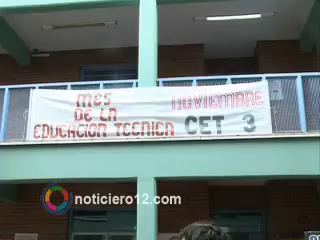 MES
DE LA
EDUCACION TECNICA
NOVIEMBRE
CET 3
noticiero12.com